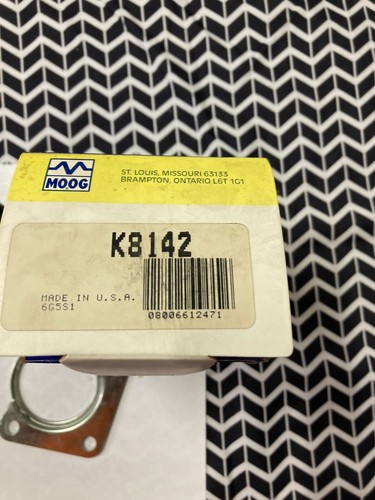 MOOG
ST. LOUIS, MISSOURI 63133
BRAMPTON, ONTARIO L6T 1G1
K8142
MADE IN U.S.A.
6G5S1
08006612471